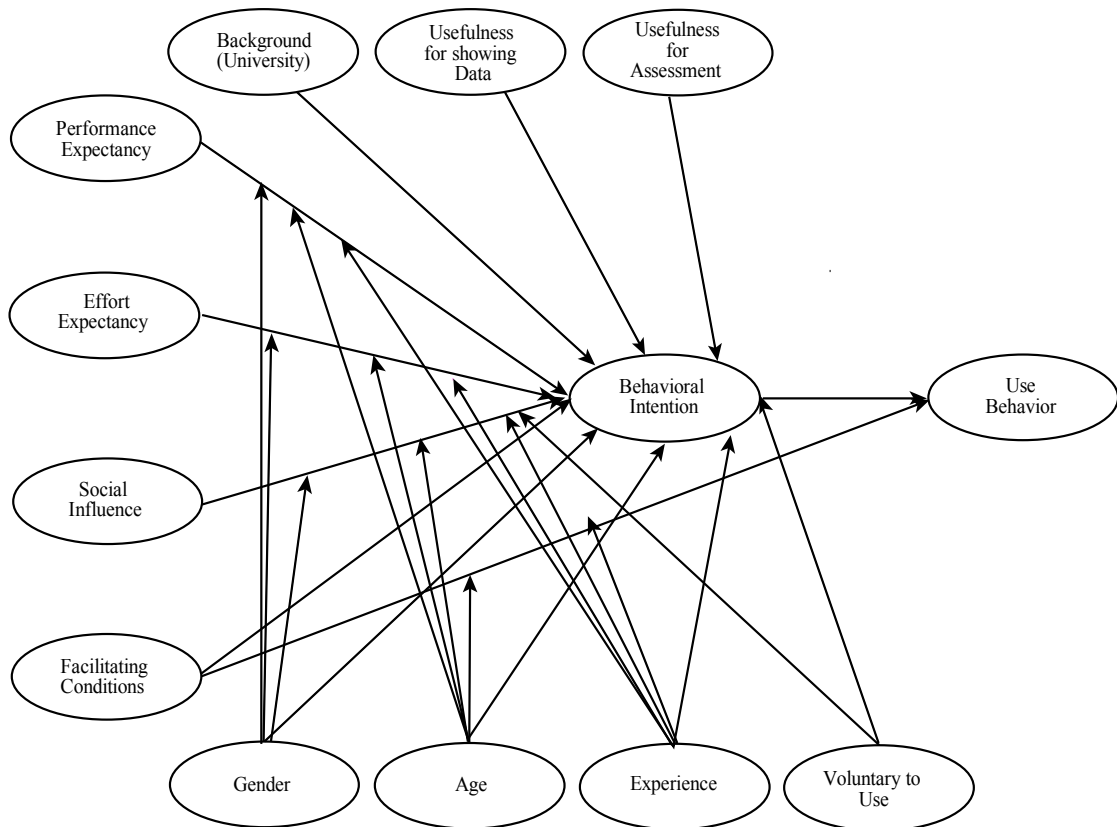 Background
(University)
Usefulness
for showing
Data
Usefulness
for
Assessment
Performance
Expectancy
Effort
Expectancy
Behavioral
Intention
Use
Behavior
Social
Influence
Facilitating
Conditions
Gender
Age
Experience
Voluntary to
Use